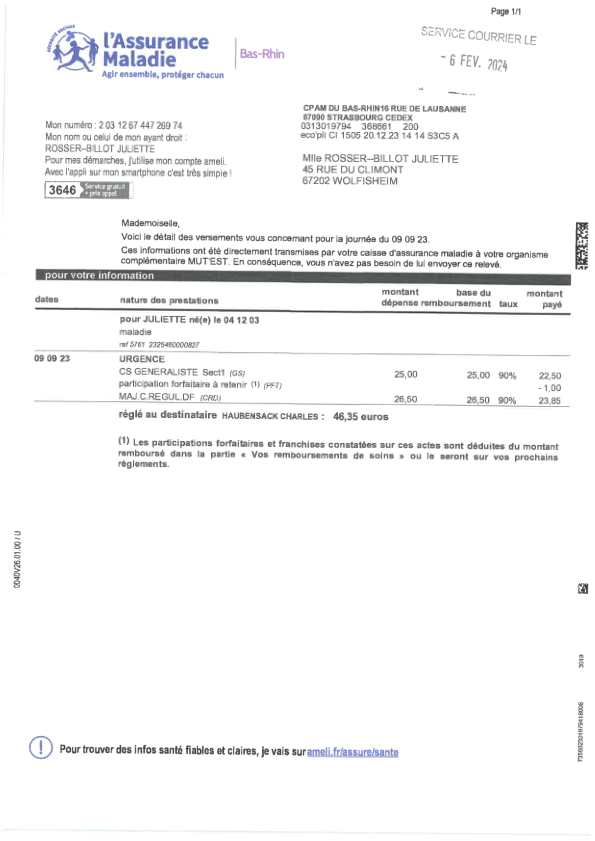 Page 1/1
SÉCURITÉ SOCIALE
l'Assurance
Maladie
Agir ensemble, protéger chacun
Bas-Rhin
SERVICE COURRIER LE
- 6 FEV. 2024
CPAM DU BAS-RHIN16 RUE DE LAUSANNE
67090 STRASBOURG CEDEX
0313019794 368661 200
eco'pli CI 1505 20.12.23 14 14 S3C5 A
Mon numéro : 2 03 12 67 447 269 74
Mon nom ou celui de mon ayant droit :
ROSSER--BILLOT JULIETTE
Pour mes démarches, j'utilise mon compte ameli.
Avec l'appli sur mon smartphone c'est très simple !
3646 Service gratuit
+ prix appel
Mlle ROSSER--BILLOT JULIETTE
45 RUE DU CLIMONT
67202 WOLFISHEIM
Mademoiselle,
Voici le détail des versements vous concernant pour la journée du 09 09 23.
Ces informations ont été directement transmises par votre caisse d'assurance maladie à votre organisme
complémentaire MUT'EST. En conséquence, vous n'avez pas besoin de lui envoyer ce relevé.
pour votre information
dates nature des prestations montant dépense base du remboursement taux montant payé
pour JULIETTE né(e) le 04 12 03
maladie
réf 5761 2325460000827
09 09 23 URGENCE
CS GENERALISTE Sect1 (GS) 25,00 25,00 90% 22,50
participation forfaitaire à retenir (1) (PFT) - 1,00
MAJ.C.REGUL.DF (CRD) 26,50 26,50 90% 23,85
réglé au destinataire HAUBENSACK CHARLES : 46,35 euros
(1) Les participations forfaitaires et franchises constatées sur ces actes sont déduites du montant
remboursé dans la partie « Vos remboursements de soins » ou le seront sur vos prochains
règlements.
0040V26.01.00 / U
3019
Pour trouver des infos santé fiables et claires, je vais sur ameli.fr/assure/sante